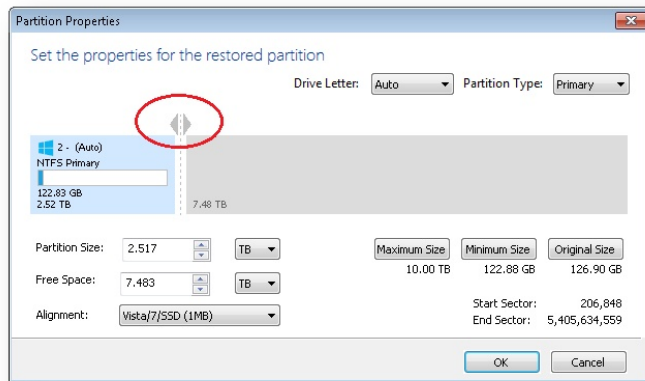 Partition Properties
Set the properties for the restored partition
Drive Letter: Auto Partition Type: Primary
2 - (Auto)
NTFS Primary
122.83 GB
2.52 TB
7.48 TB
Partition Size: 2.517 TB Maximum Size Minimum Size Original Size
10.00 TB 122.88 GB 126.90 GB
Free Space: 7.483 TB
Start Sector: 206,848
Alignment: Vista/7/SSD (1MB)
End Sector: 5,405,634,559
OK Cancel